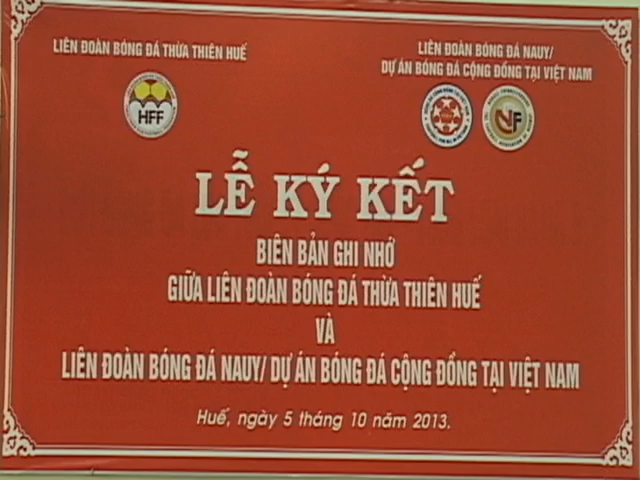 LIÊN ĐOÀN BÓNG ĐÁ THỪA THIÊN HUẾ
HFF
LIÊN ĐOÀN BÓNG ĐÁ NAUY/
DỰ ÁN BÓNG ĐÁ CỘNG ĐỒNG TẠI VIỆT NAM
LỄ KÝ KẾT
BIÊN BẢN GHI NHỚ
GIỮA LIÊN ĐOÀN BÓNG ĐÁ THỪA THIÊN HUẾ
VÀ
LIÊN ĐOÀN BÓNG ĐÁ NAUY/ DỰ ÁN BÓNG ĐÁ CỘNG ĐỒNG TẠI VIỆT NAM
Huế, ngày 5 tháng 10 năm 2013.